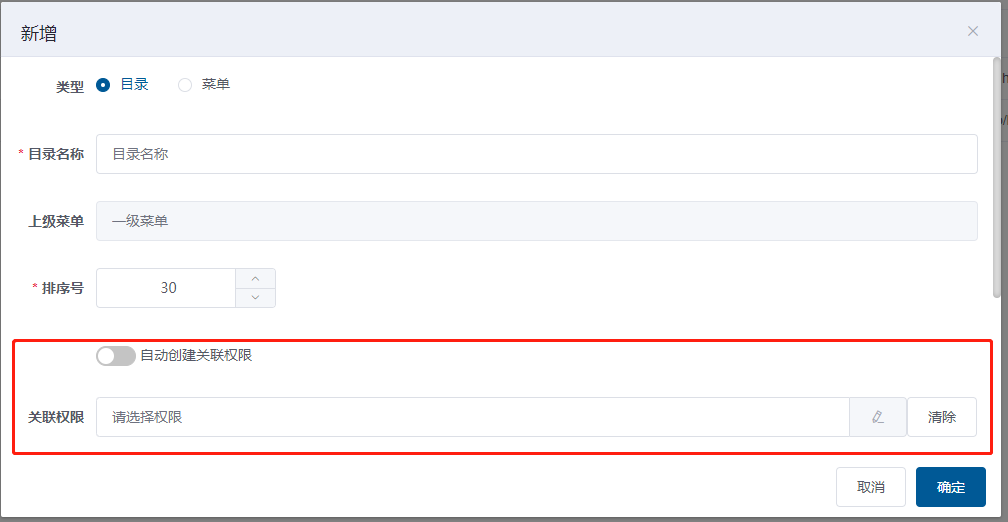 新增
类型 目录 菜单
* 目录名称 目录名称
上级菜单 一级菜单
* 排序号 30
自动创建关联权限
关联权限 请选择权限 清除
取消 确定